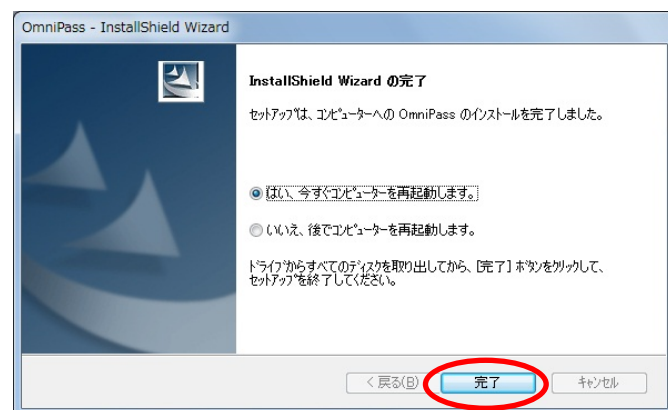 OmniPass - InstallShield Wizard
InstallShield Wizard の完了
セットアップは、コンピューターへの OmniPass のインストールを完了しました。
はい、今すぐコンピューターを再起動します。
いいえ、後でコンピューターを再起動します。
ドライブからすべてのディスクを取り出してから、[完了] ボタンをクリックして、
セットアップを終了してください。
< 戻る(B)
完了
キャンセル